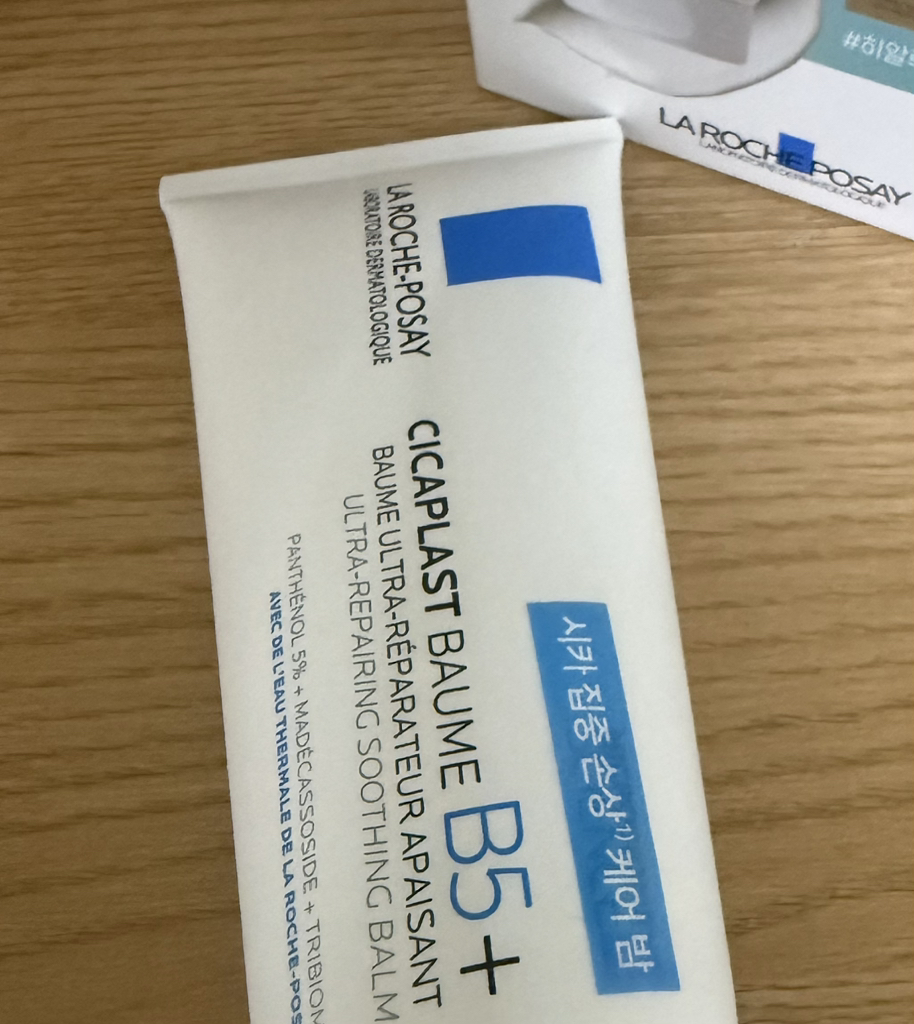 LA ROCHE-POSAY
LABORATOIRE DERMATOLOGIQUE
시카 집중 손상¹⁾ 케어 밤
CICAPLAST BAUME B5+
BAUME ULTRA-RÉPARATEUR APAISANT
ULTRA-REPAIRING SOOTHING BALM
PANTHÉNOL 5% + MADÉCASSOSIDE + TRIBIOM
AVEC DE L'EAU THERMALE DE LA ROCHE-POS
LA ROCHE-POSAY
LABORATOIRE DERMATOLOGIQUE